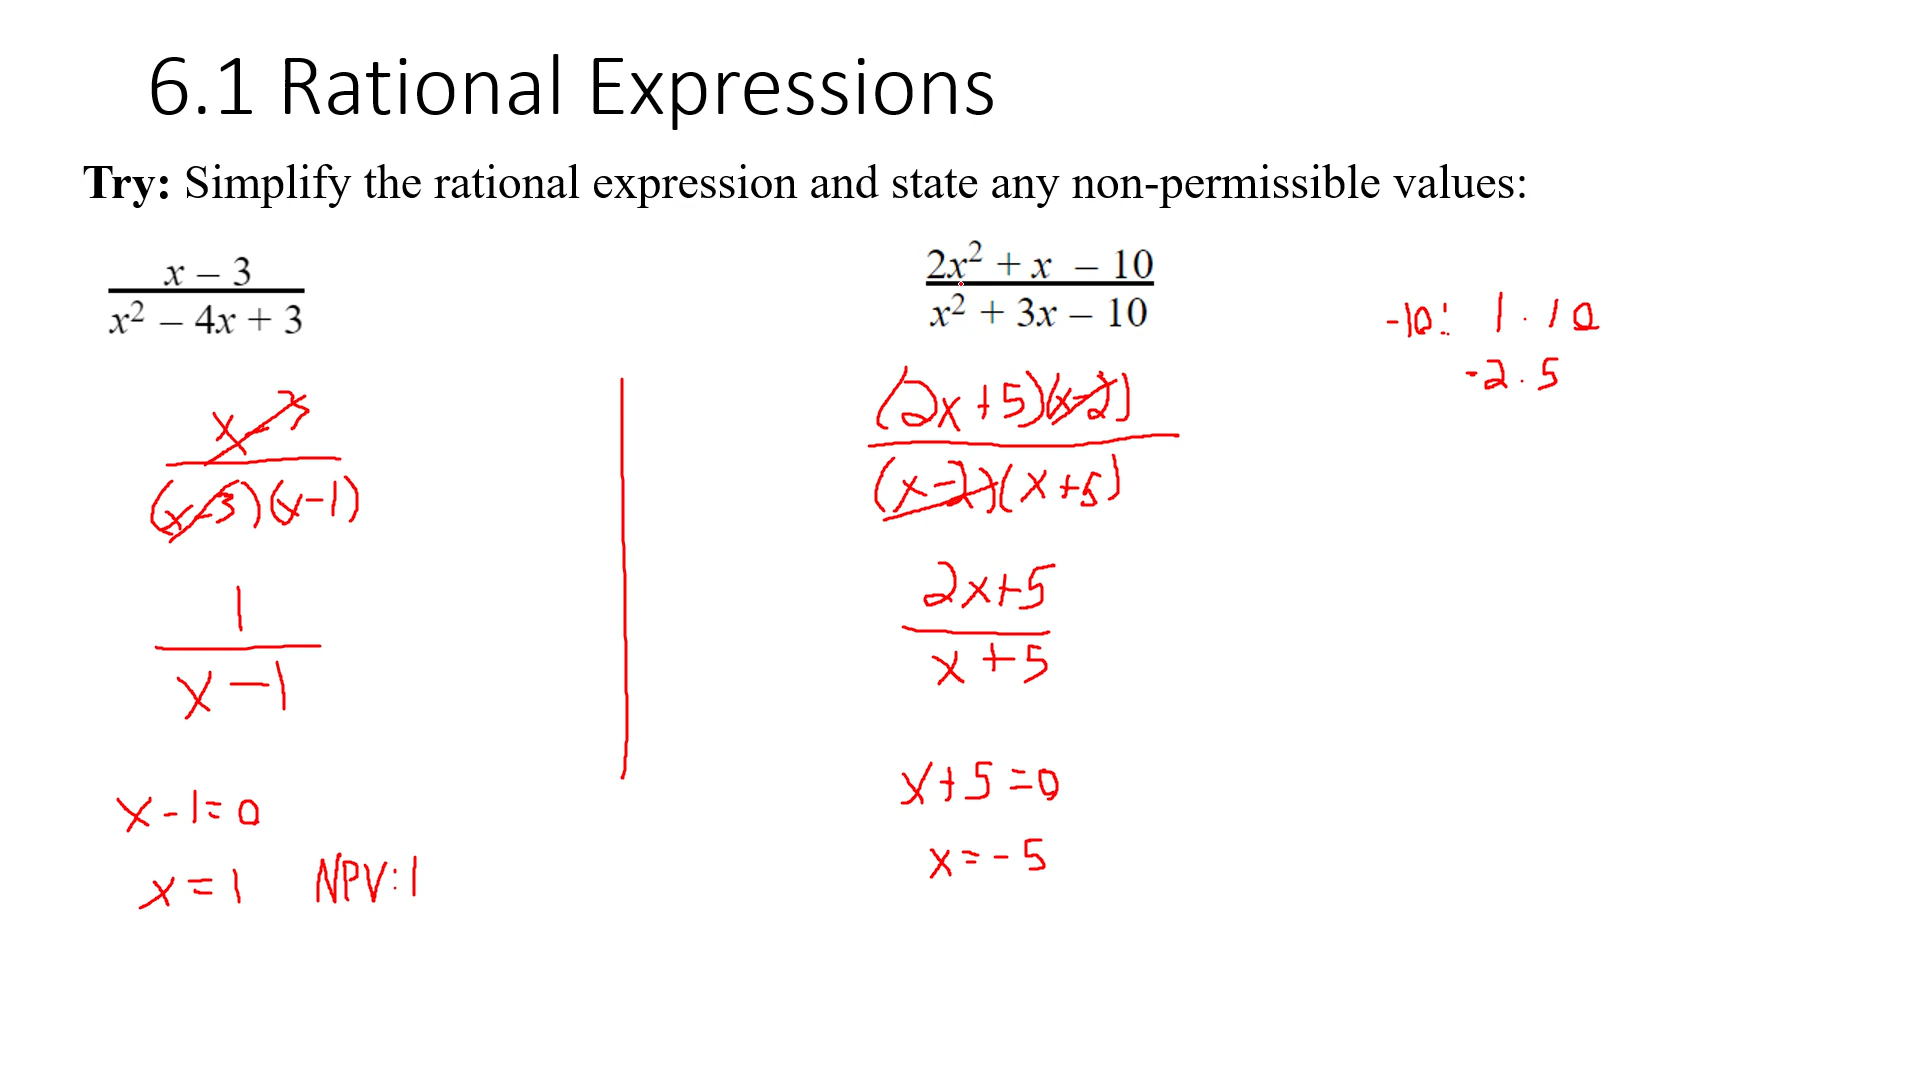 6.1 Rational Expressions
Try: Simplify the rational expression and state any non-permissible values:
x – 3
x² – 4x + 3
x - 3
(x-3)(x-1)
1
x - 1
x - 1 = 0
x = 1 NPV: 1
2x² + x – 10
x² + 3x – 10
(2x+5)(x-2)
(x-2)(x+5)
2x+5
x+5
x+5=0
x=-5
-10: 1 · 10
-2 · 5